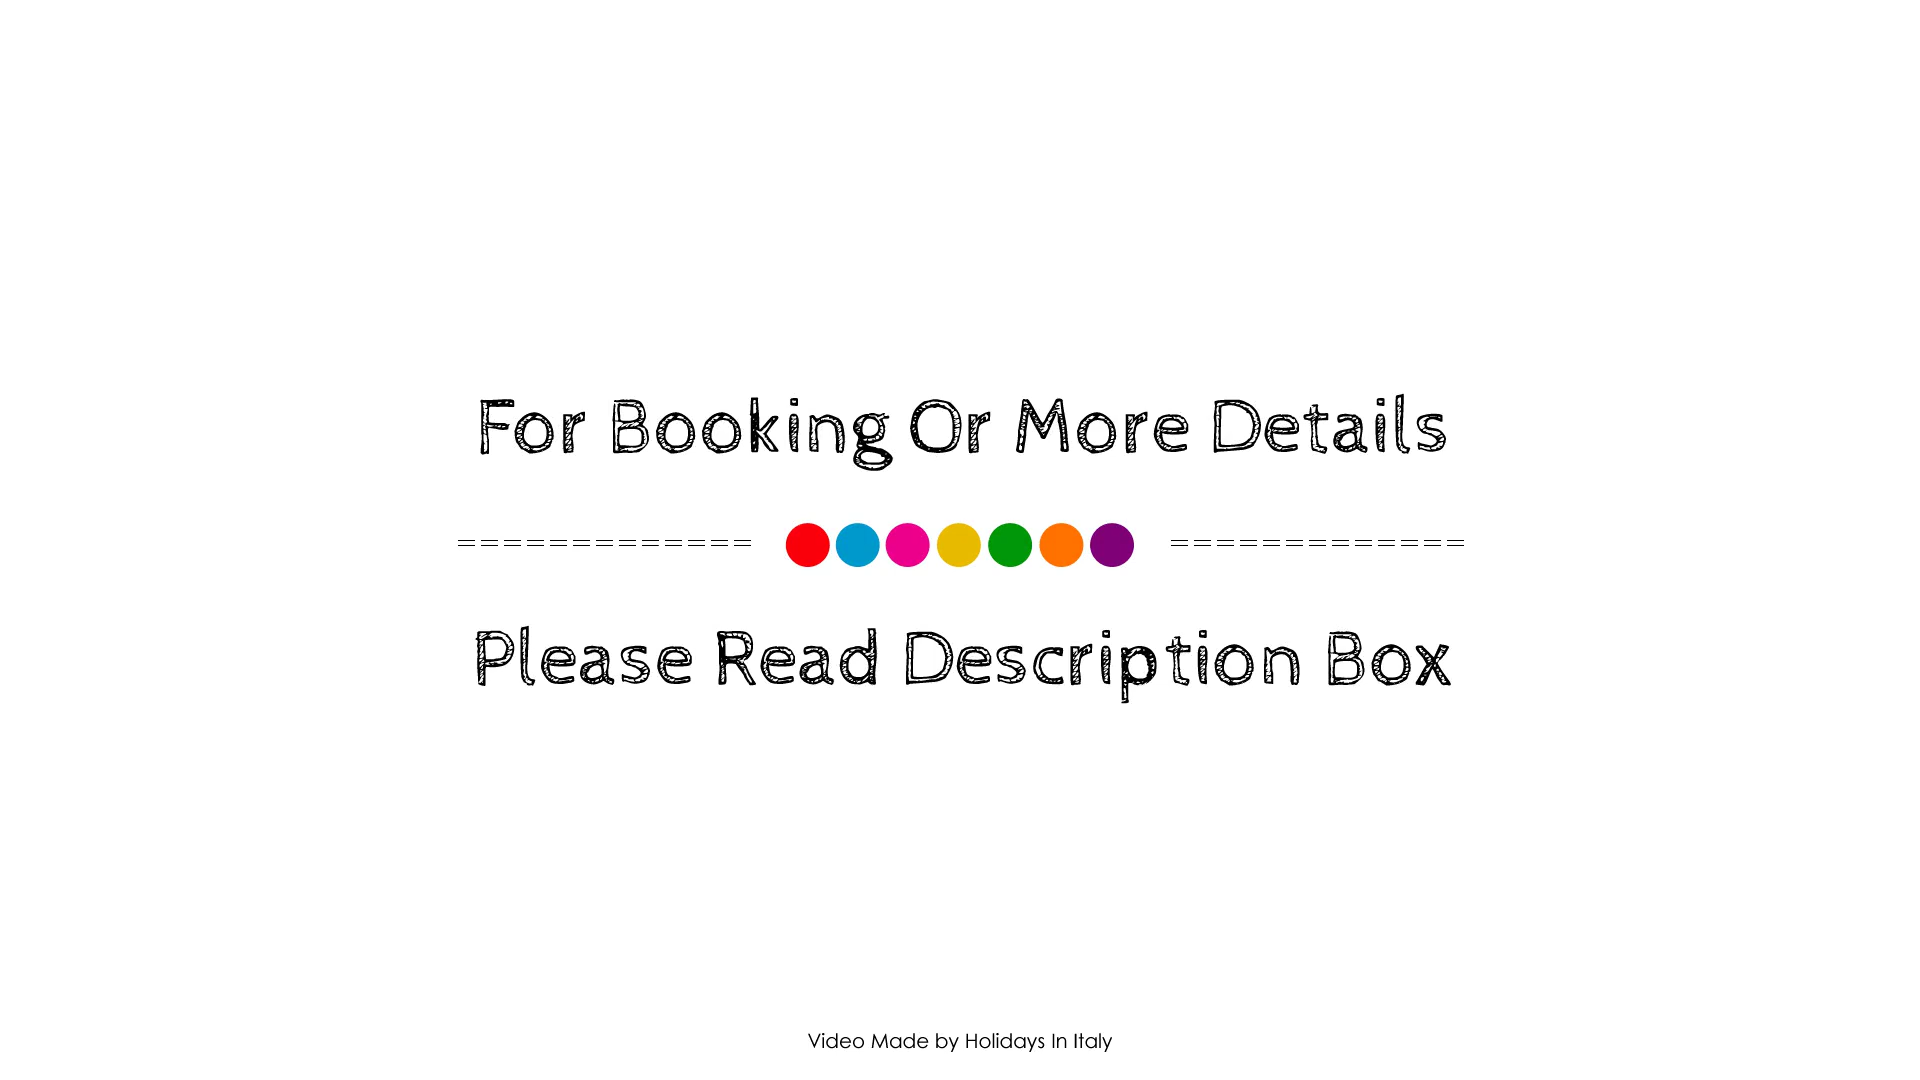 For Booking Or More Details
============= =============
Please Read Description Box
Video Made by Holidays In Italy